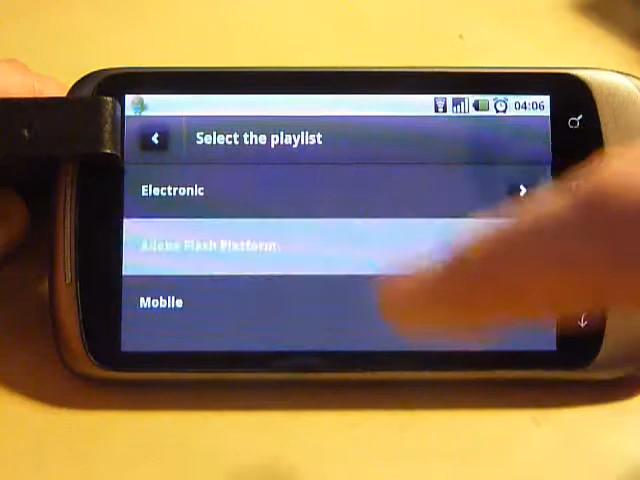 04:06
Select the playlist
Electronic
Adobe Flash Platform
Mobile